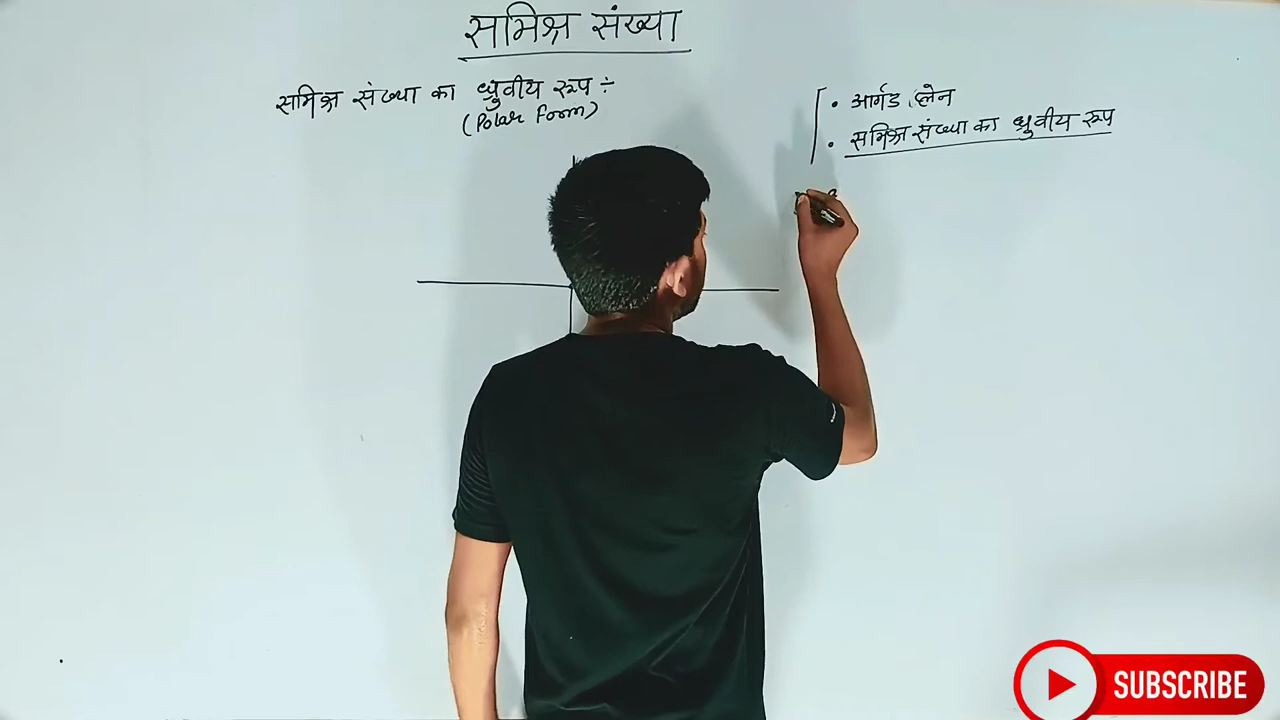 समिश्र संख्या
समिश्र संख्या का ध्रुवीय रूप ÷
(Polar Form)
• आर्गंड प्लेन
• समिश्र संख्या का ध्रुवीय रूप
SUBSCRIBE